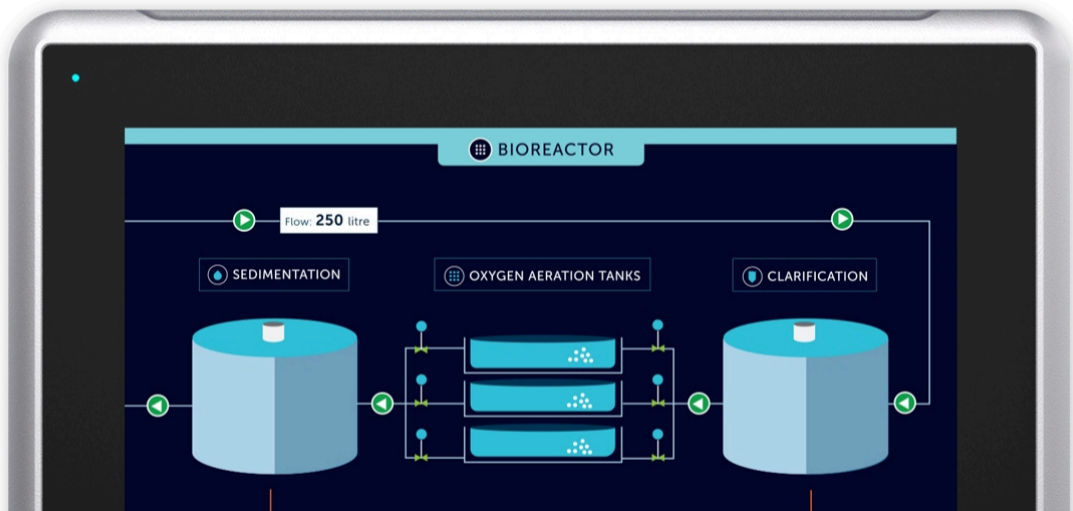 BIOREACTOR
Flow: 250 litre
SEDIMENTATION
OXYGEN AERATION TANKS
CLARIFICATION